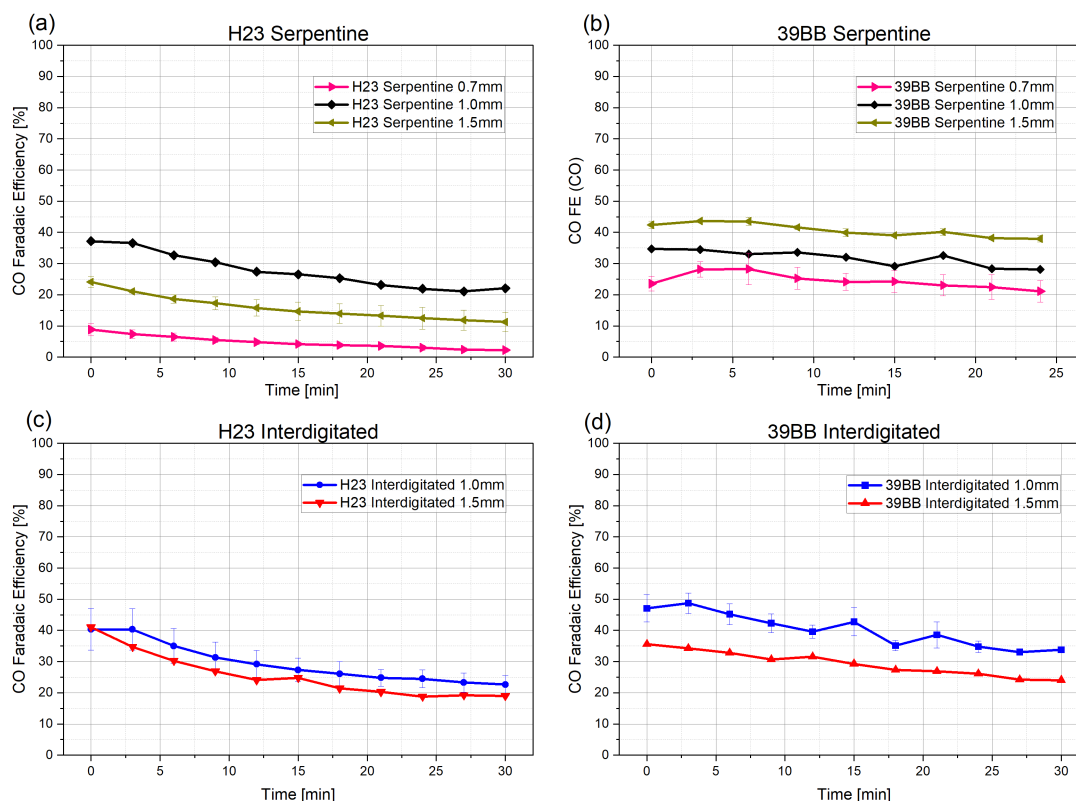 (a)
H23 Serpentine
100
90
80
70
60
50
40
30
20
10
0
CO Faradaic Efficiency [%]
H23 Serpentine 0.7mm
H23 Serpentine 1.0mm
H23 Serpentine 1.5mm
0 5 10 15 20 25 30
Time [min]
(b)
39BB Serpentine
100
90
80
70
60
50
40
30
20
10
0
CO FE (CO)
39BB Serpentine 0.7mm
39BB Serpentine 1.0mm
39BB Serpentine 1.5mm
0 5 10 15 20 25
Time [min]
(c)
H23 Interdigitated
100
90
80
70
60
50
40
30
20
10
0
CO Faradaic Efficiency [%]
H23 Interdigitated 1.0mm
H23 Interdigitated 1.5mm
0 5 10 15 20 25 30
Time [min]
(d)
39BB Interdigitated
100
90
80
70
60
50
40
30
20
10
0
CO Faradaic Efficiency [%]
39BB Interdigitated 1.0mm
39BB Interdigitated 1.5mm
0 5 10 15 20 25 30
Time [min]